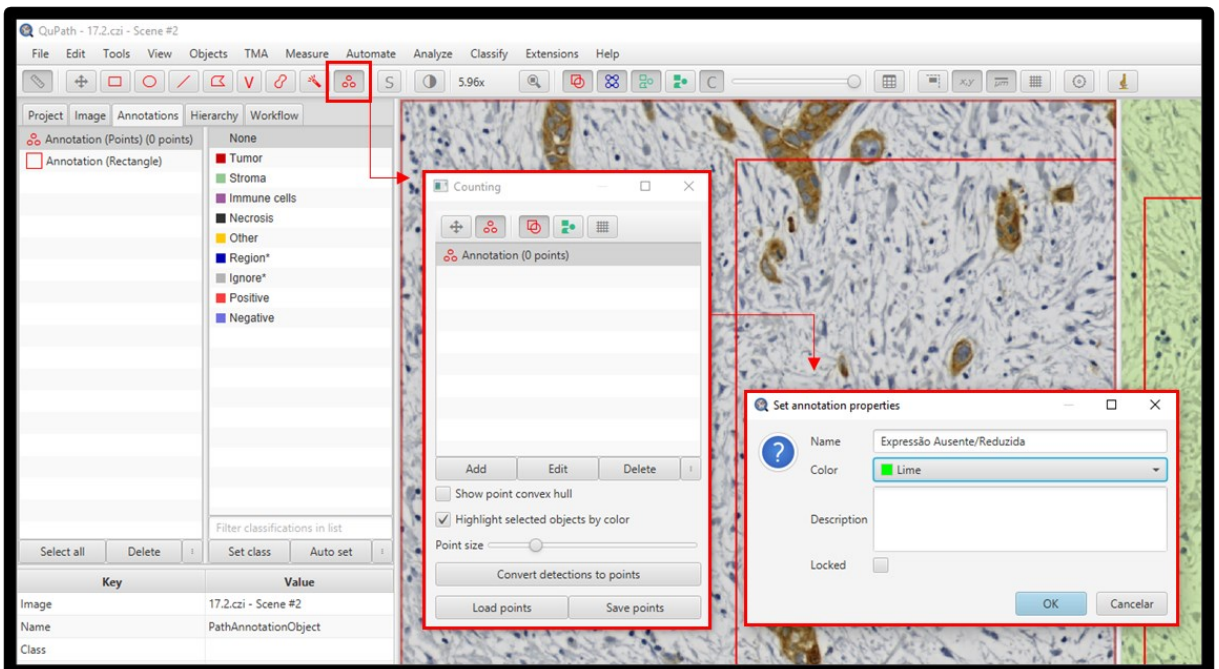 QuPath - 17.2.czi - Scene #2
File Edit Tools View Objects TMA Measure Automate Analyze Classify Extensions Help
S 5.96x C x,y μm
Project Image Annotations Hierarchy Workflow
Annotation (Points) (0 points)
Annotation (Rectangle)
None
Tumor
Stroma
Immune cells
Necrosis
Other
Region*
Ignore*
Positive
Negative
Filter classifications in list
Select all Delete Set class Auto set
Key Value
Image 17.2.czi - Scene #2
Name PathAnnotationObject
Class
Counting
Annotation (0 points)
Add Edit Delete
Show point convex hull
Highlight selected objects by color
Point size
Convert detections to points
Load points Save points
Set annotation properties
Name Expressão Ausente/Reduzida
Color Lime
Description
Locked
OK Cancelar